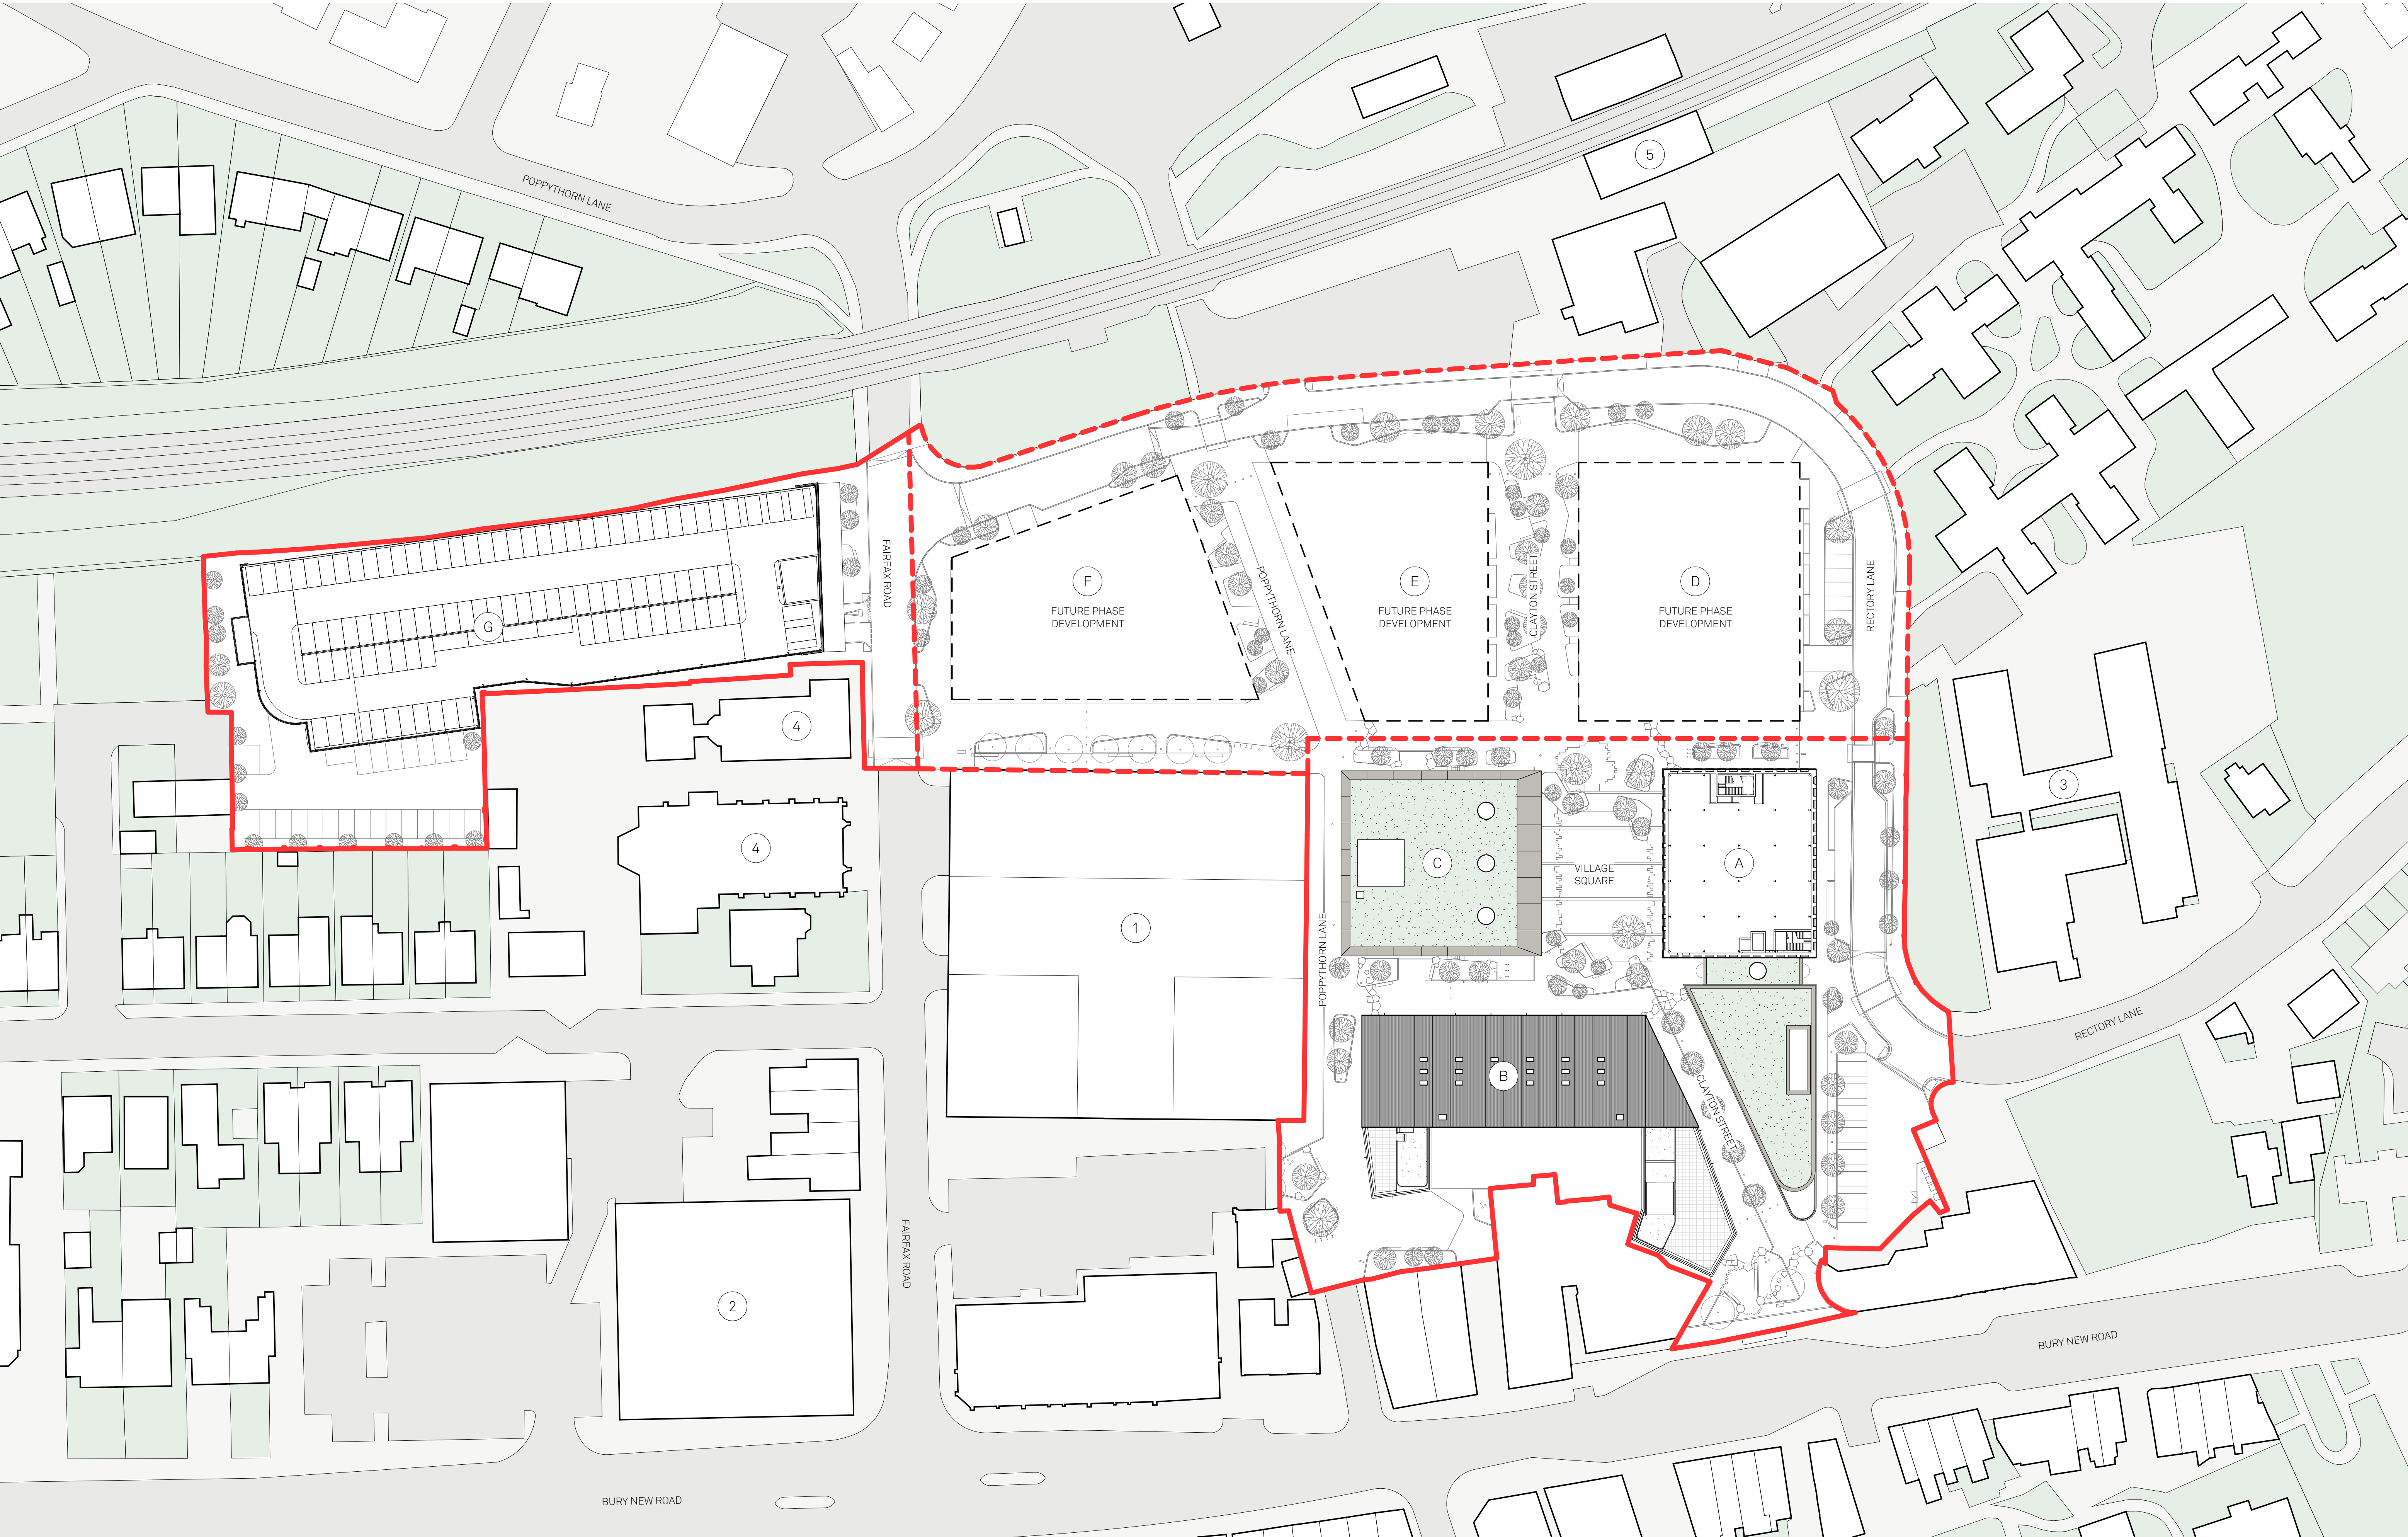 5
POPPYTHORN LANE
FAIRFAX ROAD
F
FUTURE PHASE
DEVELOPMENT
POPPYTHORN LANE
E
FUTURE PHASE
DEVELOPMENT
CLAYTON STREET
D
FUTURE PHASE
DEVELOPMENT
RECTORY LANE
G
4
3
4
C
VILLAGE
SQUARE
A
1
POPPYTHORN LANE
RECTORY LANE
B
CLAYTON STREET
FAIRFAX ROAD
2
BURY NEW ROAD
BURY NEW ROAD